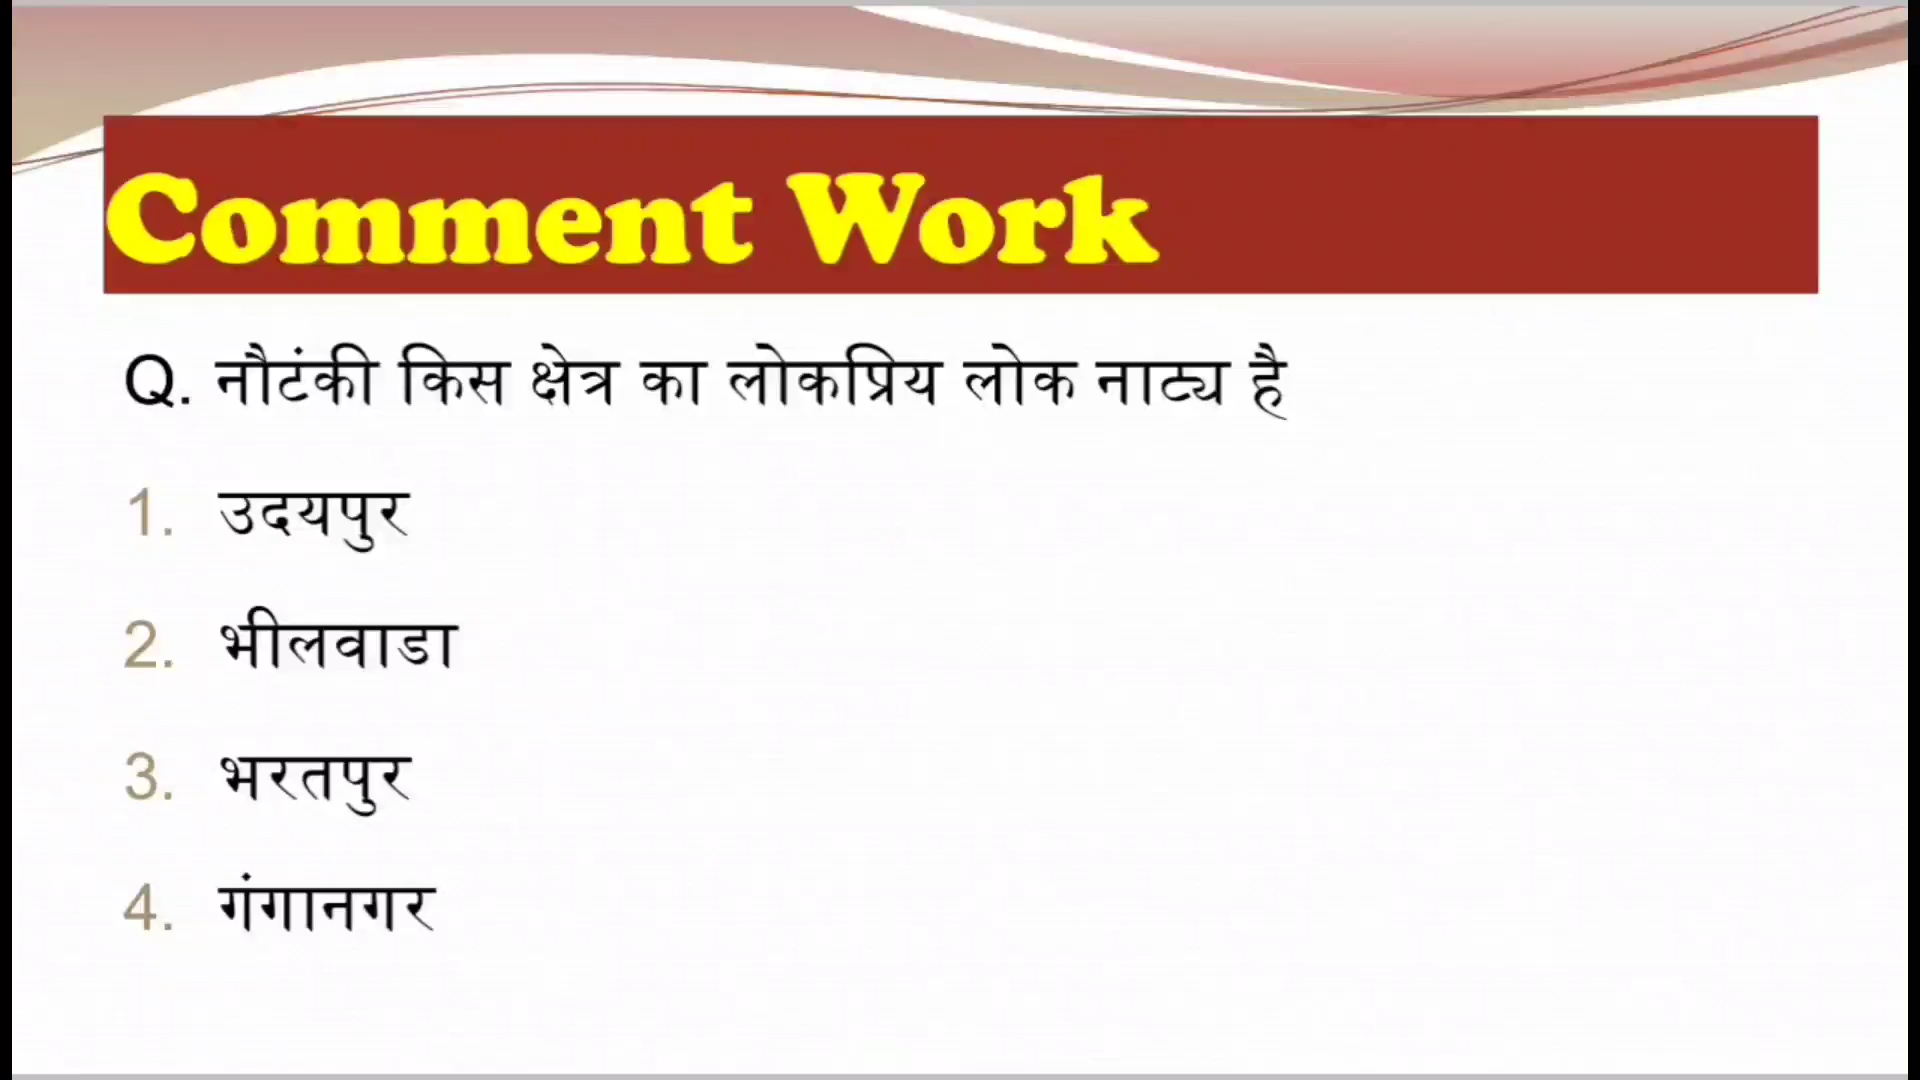 Comment Work
Q. नौटंकी किस क्षेत्र का लोकप्रिय लोक नाट्य है
1. उदयपुर
2. भीलवाडा
3. भरतपुर
4. गंगानगर